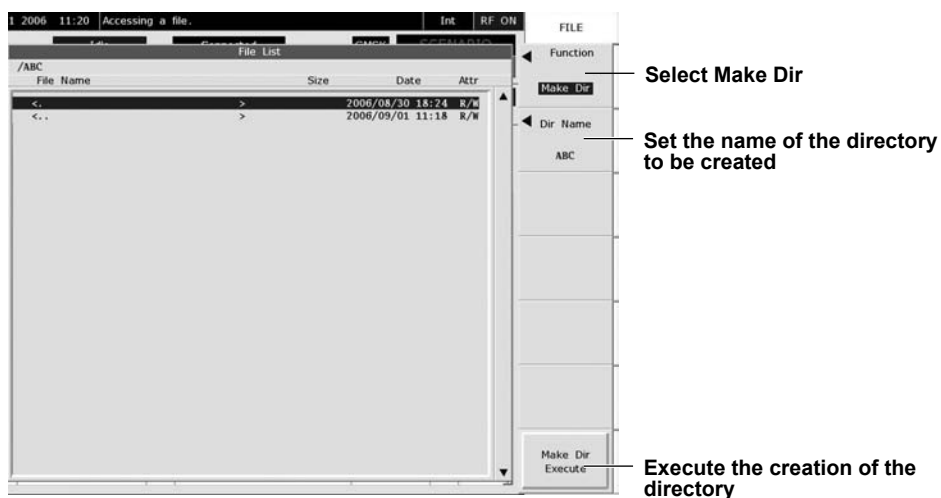 1 2006 11:20 Accessing a file. Int RF ON
FILE
File List
/ABC
File Name Size Date Attr
<. > 2006/08/30 18:24 R/W
<.. > 2006/09/01 11:18 R/W
Function
Make Dir
Dir Name
ABC
Make Dir
Execute
Select Make Dir
Set the name of the directory
to be created
Execute the creation of the
directory